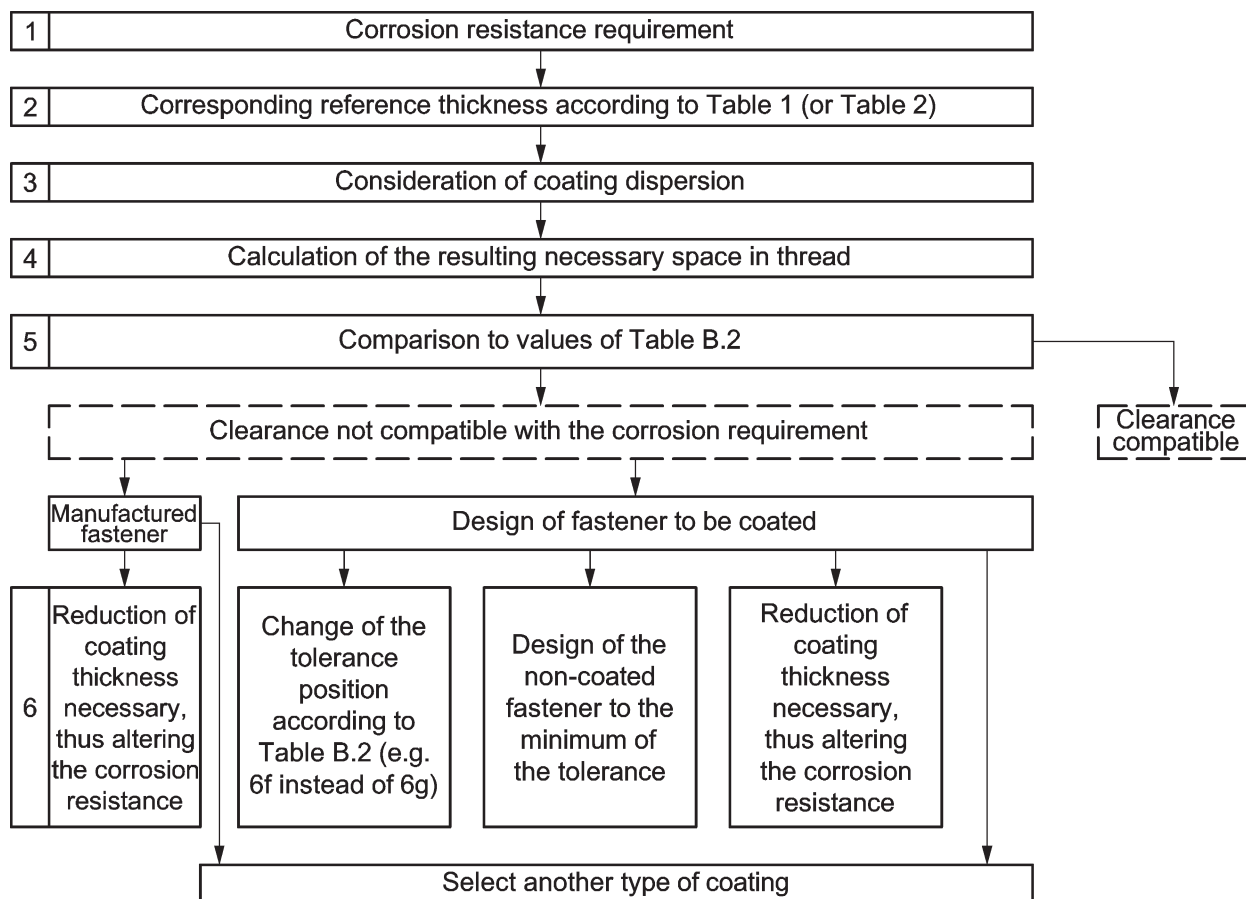 1
Corrosion resistance requirement
2
Corresponding reference thickness according to Table 1 (or Table 2)
3
Consideration of coating dispersion
4
Calculation of the resulting necessary space in thread
5
Comparison to values of Table B.2
Clearance not compatible with the corrosion requirement
Clearance
compatible
Manufactured
fastener
Design of fastener to be coated
6
Reduction of
coating
thickness
necessary,
thus altering
the corrosion
resistance
Change of the
tolerance
position
according to
Table B.2 (e.g.
6f instead of 6g)
Design of the
non-coated
fastener to the
minimum of
the tolerance
Reduction of
coating
thickness
necessary,
thus altering
the corrosion
resistance
Select another type of coating